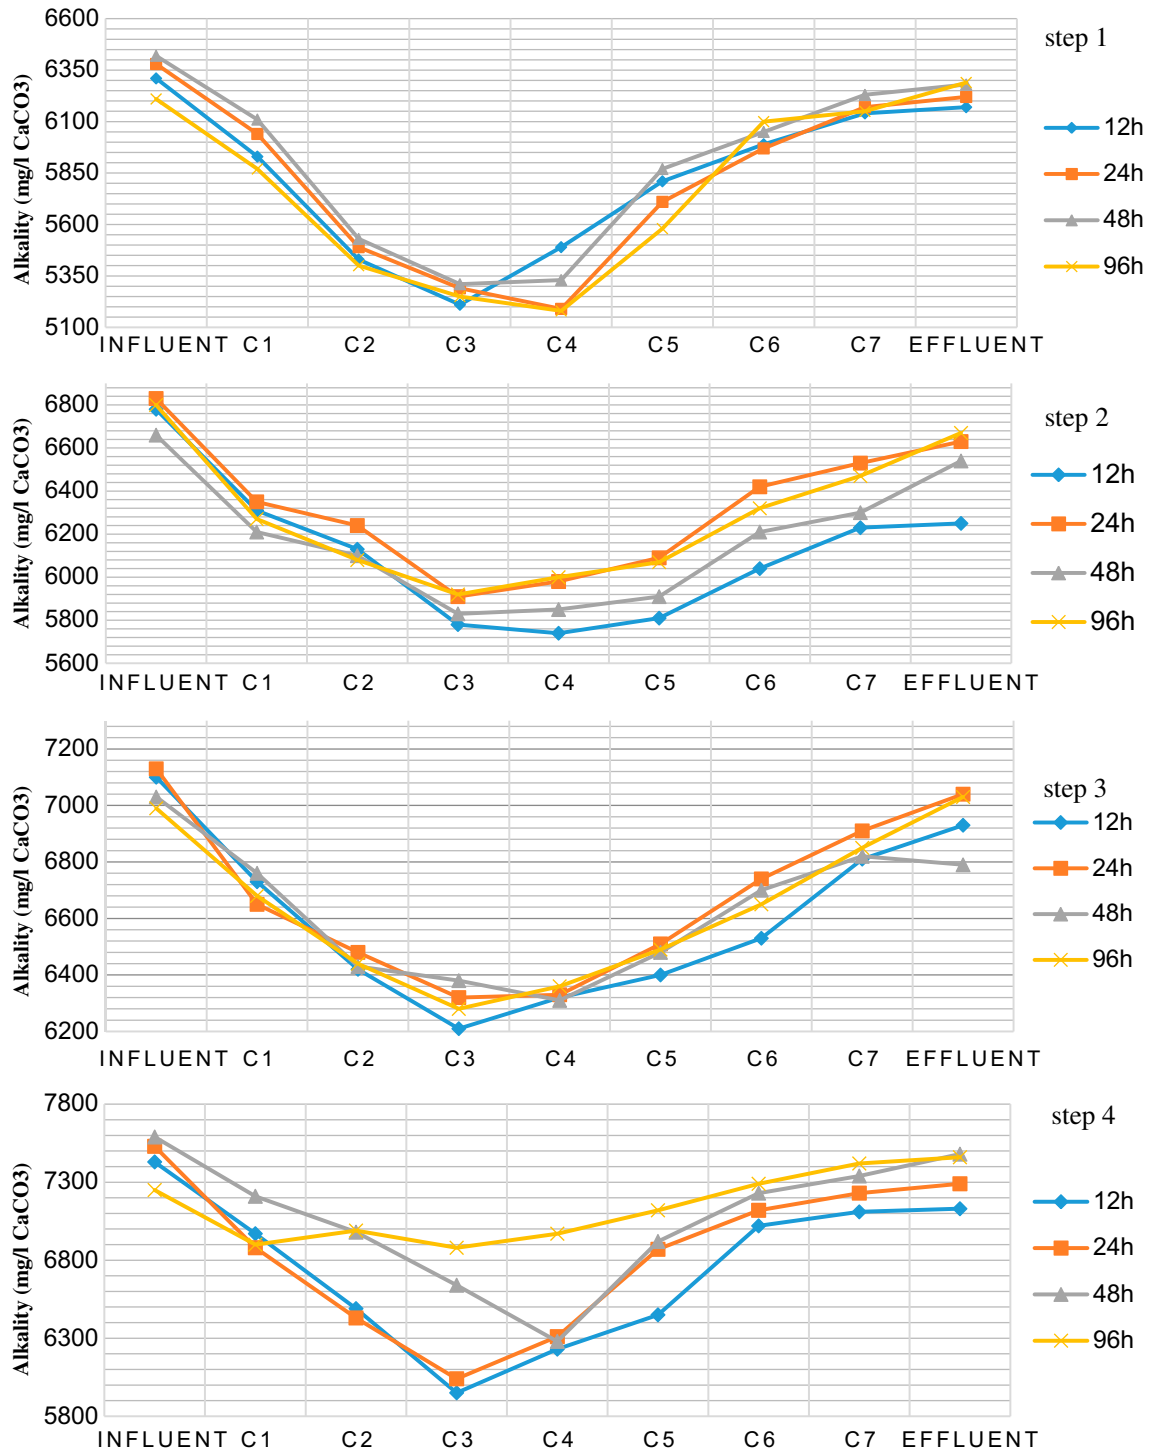 6600
6350
6100
5850
5600
5350
5100
Alkality (mg/l CaCO3)
INFLUENT C1 C2 C3 C4 C5 C6 C7 EFFLUENT
step 1
12h
24h
48h
96h
6800
6600
6400
6200
6000
5800
5600
Alkality (mg/l CaCO3)
INFLUENT C1 C2 C3 C4 C5 C6 C7 EFFLUENT
step 2
12h
24h
48h
96h
7200
7000
6800
6600
6400
6200
Alkality (mg/l CaCO3)
INFLUENT C1 C2 C3 C4 C5 C6 C7 EFFLUENT
step 3
12h
24h
48h
96h
7800
7300
6800
6300
5800
Alkality (mg/l CaCO3)
INFLUENT C1 C2 C3 C4 C5 C6 C7 EFFLUENT
step 4
12h
24h
48h
96h